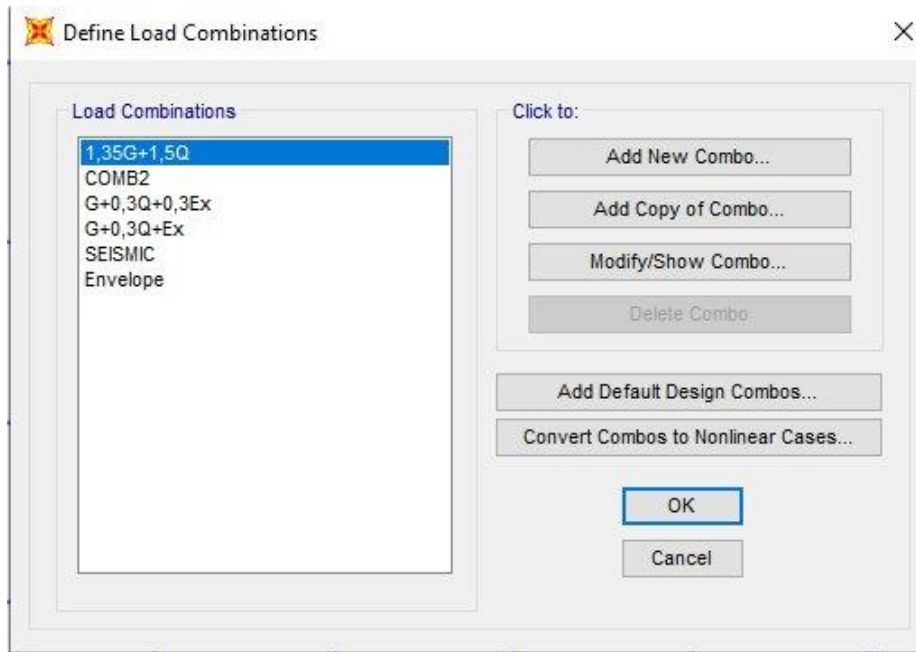 Define Load Combinations
Load Combinations
1,35G+1,5Q
COMB2
G+0,3Q+0,3Ex
G+0,3Q+Ex
SEISMIC
Envelope
Click to:
Add New Combo...
Add Copy of Combo...
Modify/Show Combo...
Delete Combo
Add Default Design Combos...
Convert Combos to Nonlinear Cases...
OK
Cancel